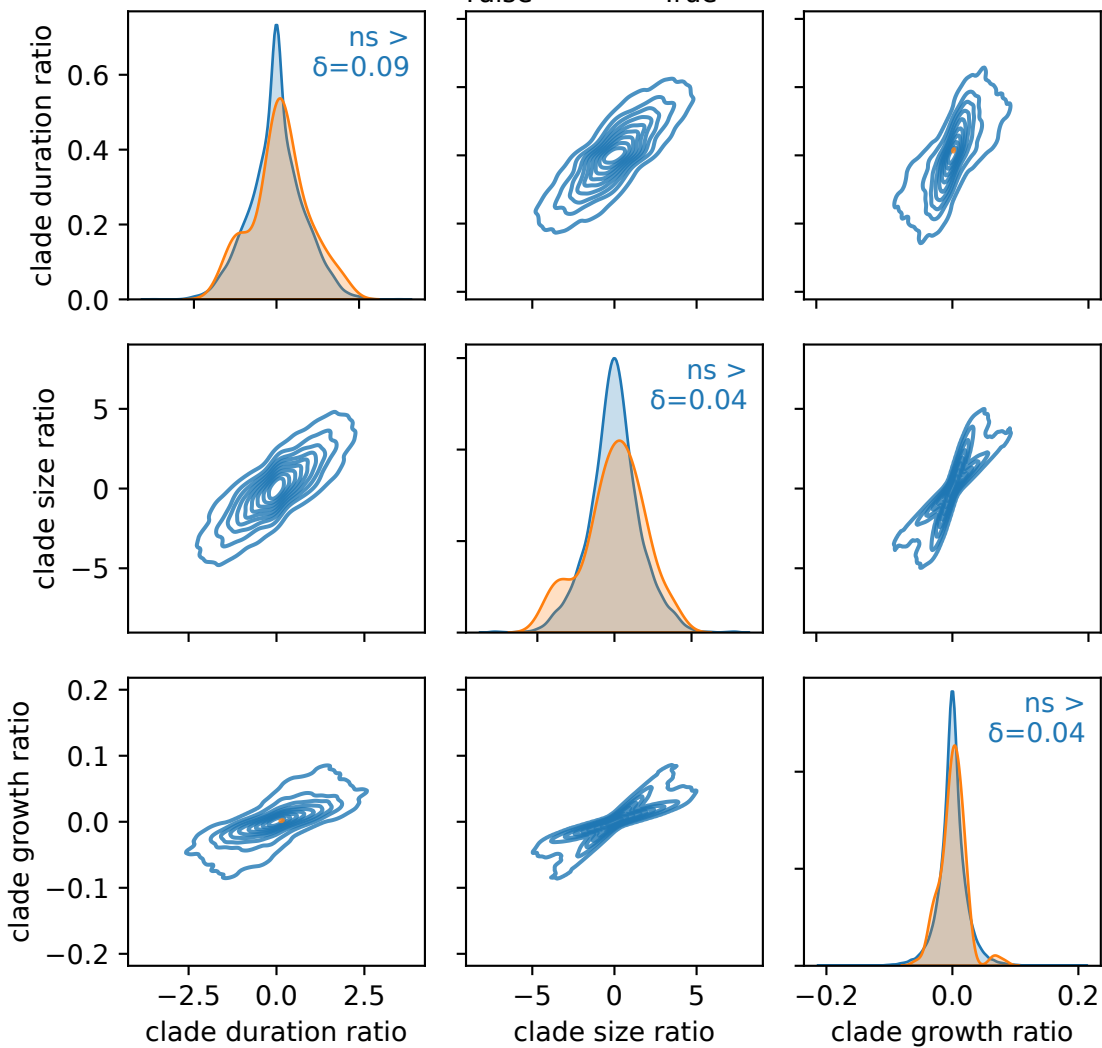 False True
clade duration ratio
0.6
0.4
0.2
0.0
ns >
δ=0.09
clade size ratio
5
0
−5
ns >
δ=0.04
clade growth ratio
0.2
0.1
0.0
−0.1
−0.2
ns >
δ=0.04
−2.5 0.0 2.5
−5 0 5
−0.2 0.0 0.2
clade duration ratio
clade size ratio
clade growth ratio